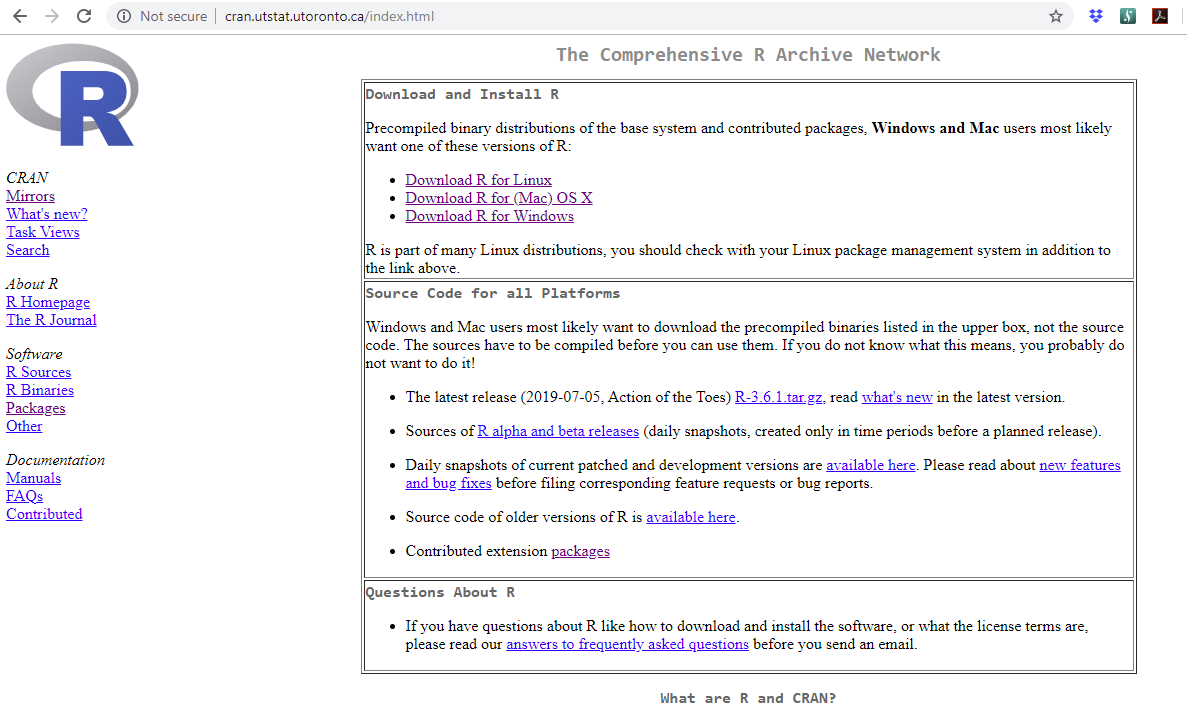 Not secure
cran.utstat.utoronto.ca/index.html
R
CRAN
Mirrors
What's new?
Task Views
Search
About R
R Homepage
The R Journal
Software
R Sources
R Binaries
Packages
Other
Documentation
Manuals
FAQs
Contributed
The Comprehensive R Archive Network
Download and Install R
Precompiled binary distributions of the base system and contributed packages, Windows and Mac users most likely
want one of these versions of R:
Download R for Linux
Download R for (Mac) OS X
Download R for Windows
R is part of many Linux distributions, you should check with your Linux package management system in addition to
the link above.
Source Code for all Platforms
Windows and Mac users most likely want to download the precompiled binaries listed in the upper box, not the source
code. The sources have to be compiled before you can use them. If you do not know what this means, you probably do
not want to do it!
The latest release (2019-07-05, Action of the Toes) R-3.6.1.tar.gz, read what's new in the latest version.
Sources of R alpha and beta releases (daily snapshots, created only in time periods before a planned release).
Daily snapshots of current patched and development versions are available here. Please read about new features
and bug fixes before filing corresponding feature requests or bug reports.
Source code of older versions of R is available here.
Contributed extension packages
Questions About R
If you have questions about R like how to download and install the software, or what the license terms are,
please read our answers to frequently asked questions before you send an email.
What are R and CRAN?